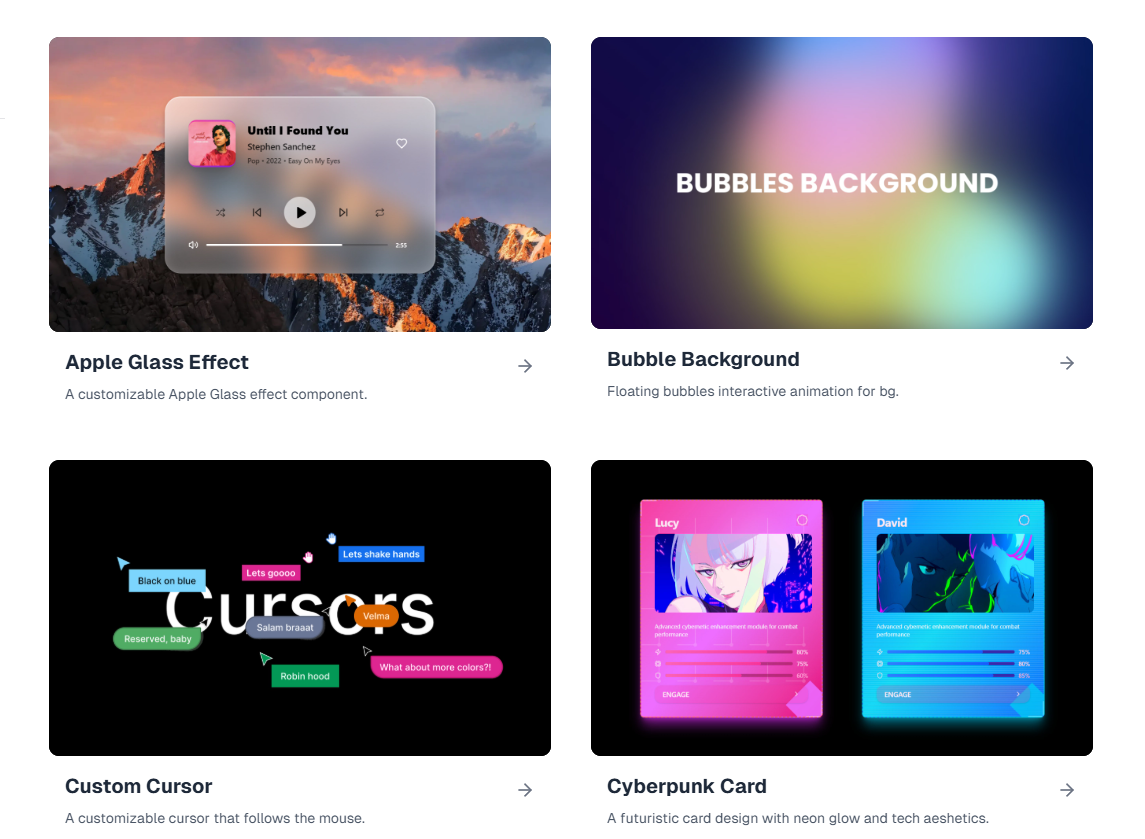 Until I Found You
Stephen Sanchez
Pop • 2022 • Easy On My Eyes
2:55
Apple Glass Effect
A customizable Apple Glass effect component.
BUBBLES BACKGROUND
Bubble Background
Floating bubbles interactive animation for bg.
Cursors
Lets shake hands
Lets goooo
Black on blue
Velma
Salam braaat
Reserved, baby
What about more colors?!
Robin hood
Custom Cursor
A customizable cursor that follows the mouse.
Lucy
Advanced cybernetic enhancement module for combat
performance
80%
75%
60%
ENGAGE
David
Advanced cybernetic enhancement module for combat
performance
75%
80%
85%
ENGAGE
Cyberpunk Card
A futuristic card design with neon glow and tech aeshetics.